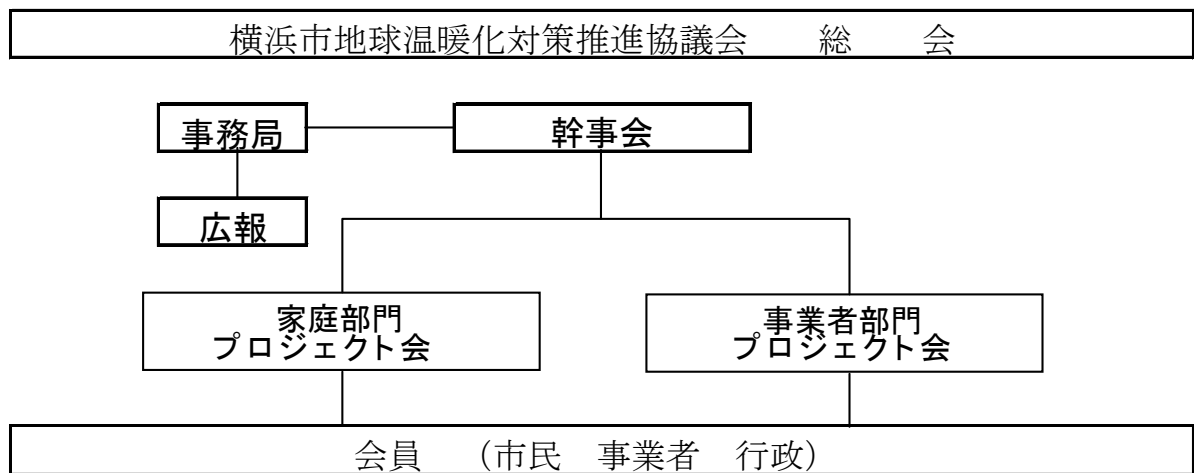 横浜市地球温暖化対策推進協議会　総　会
事務局
幹事会
広報
家庭部門
プロジェクト会
事業者部門
プロジェクト会
会員　（市民　事業者　行政）